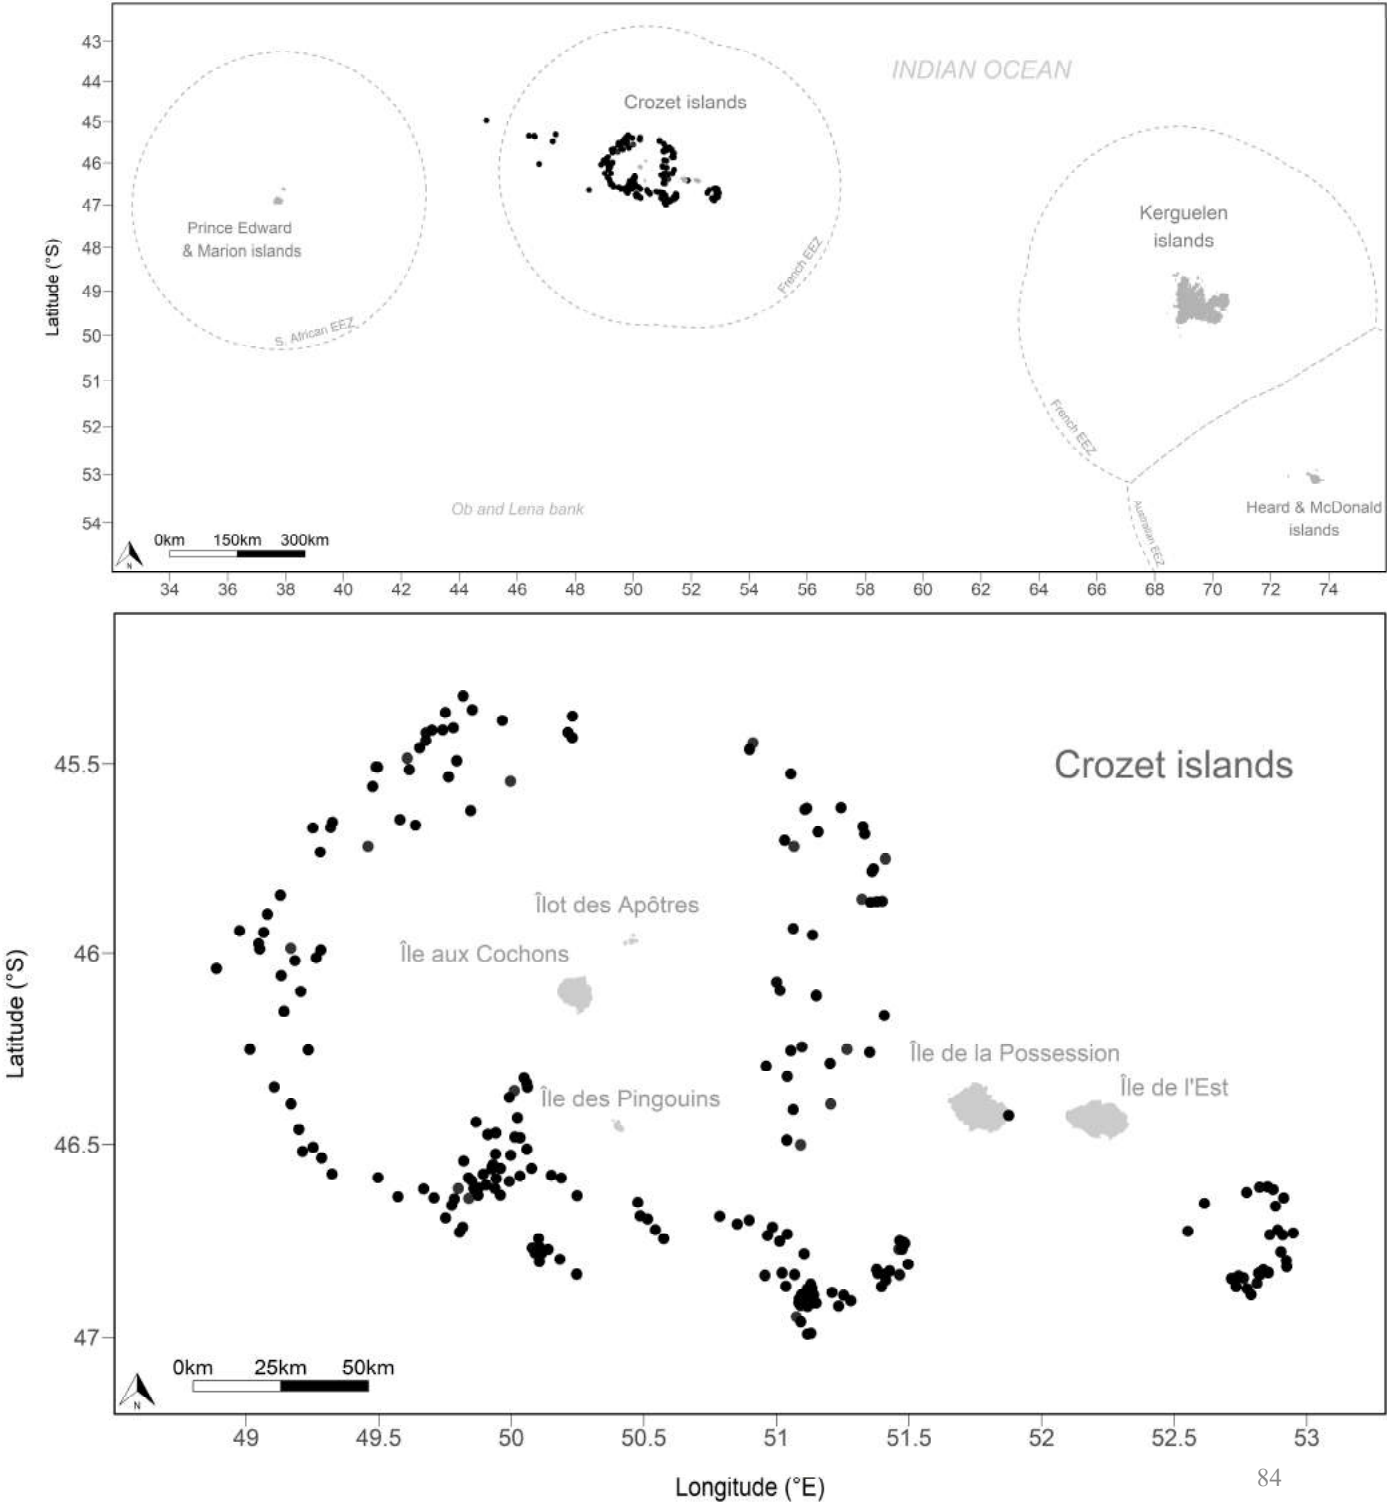 43
44
45
46
47
48
49
50
51
52
53
54
Latitude (°S)
INDIAN OCEAN
Crozet islands
Prince Edward
& Marion islands
S. African EEZ
French EEZ
Kerguelen
islands
French EEZ
Australian EEZ
Heard & McDonald
islands
Ob and Lena bank
0km 150km 300km
N
34 36 38 40 42 44 46 48 50 52 54 56 58 60 62 64 66 68 70 72 74
Crozet islands
45.5
46
46.5
47
Latitude (°S)
Îlot des Apôtres
Île aux Cochons
Île de la Possession
Île de l'Est
Île des Pingouins
0km 25km 50km
N
49 49.5 50 50.5 51 51.5 52 52.5 53
Longitude (°E)
84